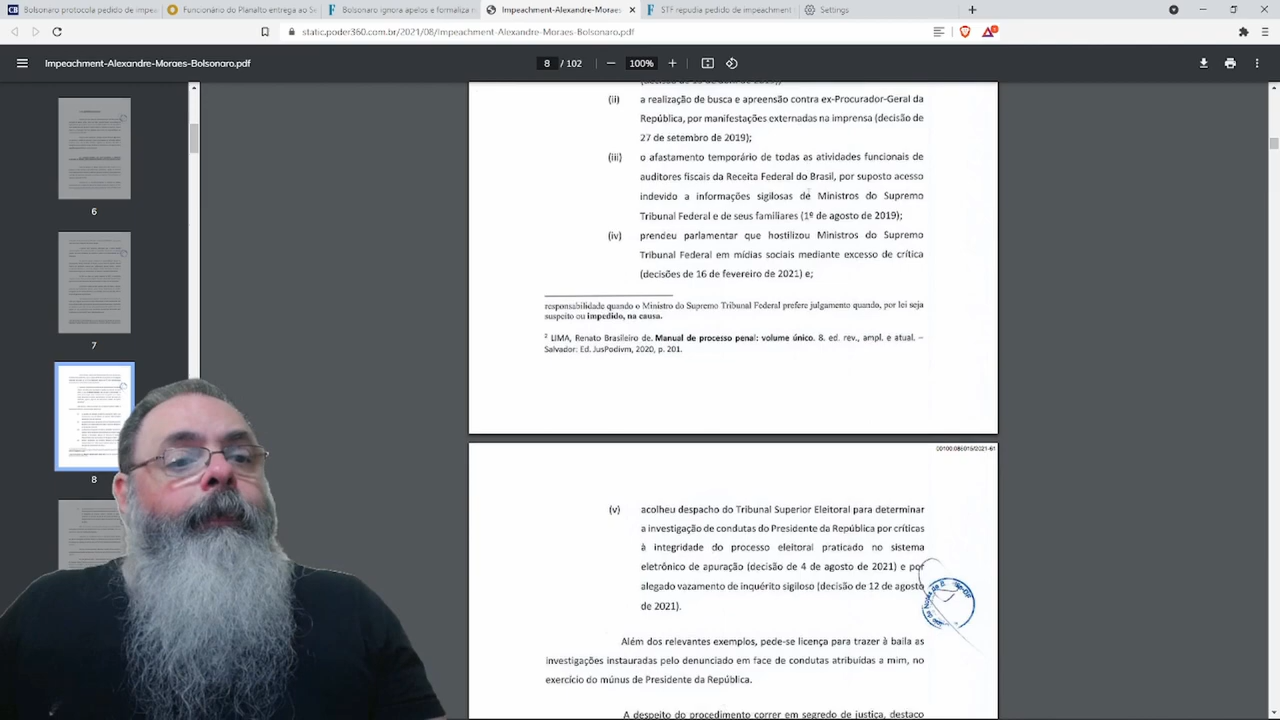 Bolsonaro protocola pedido de impea
Funcionário do Planalto entrega ao Se
Bolsonaro ignora apelos e formaliza
Impeachment-Alexandre-Moraes
STF repudia pedido de impeachment
Settings
static.poder360.com.br/2021/08/Impeachment-Alexandre-Moraes-Bolsonaro.pdf
Impeachment-Alexandre-Moraes-Bolsonaro.pdf
8 / 102
100%
6
7
8
(ii) a realização de busca e apreensão contra ex-Procurador-Geral da
República, por manifestações externadas na imprensa (decisão de
27 de setembro de 2019);
(iii) o afastamento temporário de todas as atividades funcionais de
auditores fiscais da Receita Federal do Brasil, por suposto acesso
indevido a informações sigilosas de Ministros do Supremo
Tribunal Federal e de seus familiares (1º de agosto de 2019);
(iv) prendeu parlamentar que hostilizou Ministros do Supremo
Tribunal Federal em mídias sociais mediante excesso de crítica
(decisões de 16 de fevereiro de 2021) e;
responsabilidade quando o Ministro do Supremo Tribunal Federal prefere julgamento quando, por lei seja
suspeito ou impedido, na causa.
2 LIMA, Renato Brasileiro de. Manual de processo penal: volume único. 8. ed. rev., ampl. e atual. –
Salvador: Ed. JusPodivm, 2020, p. 201.
00100.086016/2021-61
(v) acolheu despacho do Tribunal Superior Eleitoral para determinar
a investigação de condutas do Presidente da República por críticas
à integridade do processo eleitoral praticado no sistema
eletrônico de apuração (decisão de 4 de agosto de 2021) e por
alegado vazamento de inquérito sigiloso (decisão de 12 de agosto
de 2021).
Além dos relevantes exemplos, pede-se licença para trazer à baila as
investigações instauradas pelo denunciado em face de condutas atribuídas a mim, no
exercício do múnus de Presidente da República.
A despeito do procedimento correr em segredo de justiça, destaco